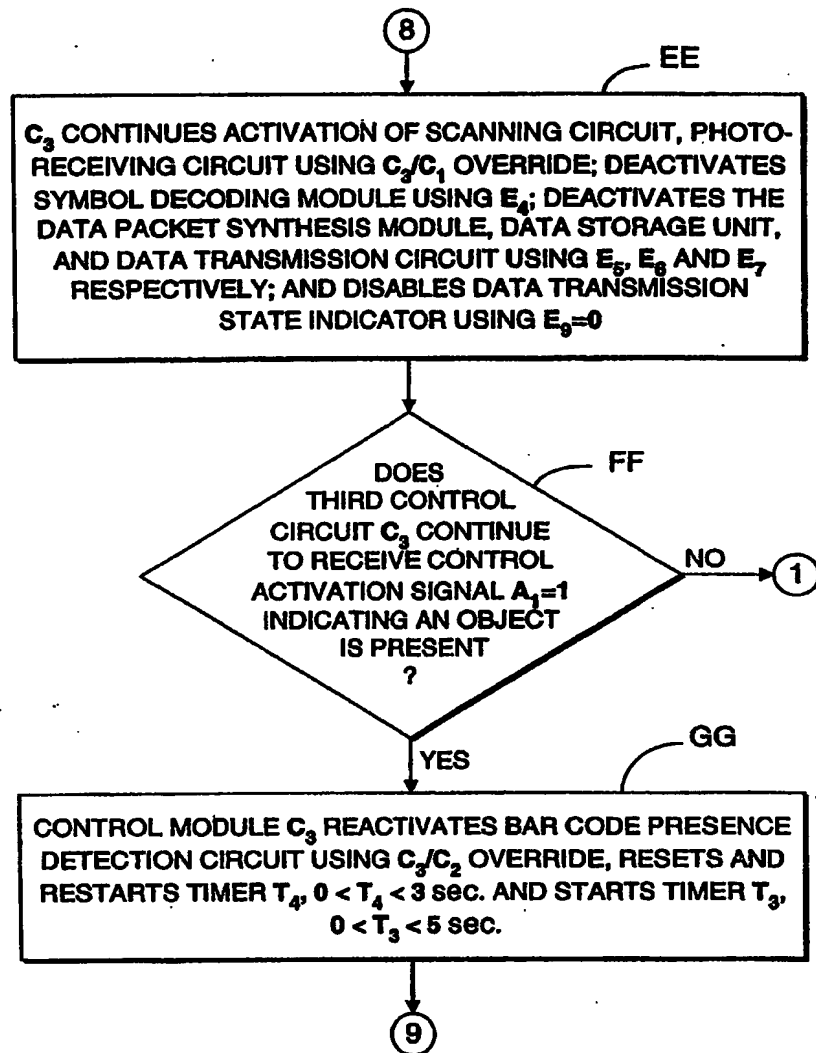 8
EE
C₃ CONTINUES ACTIVATION OF SCANNING CIRCUIT, PHOTO-
RECEIVING CIRCUIT USING C₃/C₁ OVERRIDE; DEACTIVATES
SYMBOL DECODING MODULE USING E₄; DEACTIVATES THE
DATA PACKET SYNTHESIS MODULE, DATA STORAGE UNIT,
AND DATA TRANSMISSION CIRCUIT USING E₅, E₆ AND E₇
RESPECTIVELY; AND DISABLES DATA TRANSMISSION
STATE INDICATOR USING E₉=0
FF
DOES
THIRD CONTROL
CIRCUIT C₃ CONTINUE
TO RECEIVE CONTROL
ACTIVATION SIGNAL A₁=1
INDICATING AN OBJECT
IS PRESENT
?
NO
1
YES
GG
CONTROL MODULE C₃ REACTIVATES BAR CODE PRESENCE
DETECTION CIRCUIT USING C₃/C₂ OVERRIDE, RESETS AND
RESTARTS TIMER T₄, 0 < T₄ < 3 sec. AND STARTS TIMER T₃,
0 < T₃ < 5 sec.
9